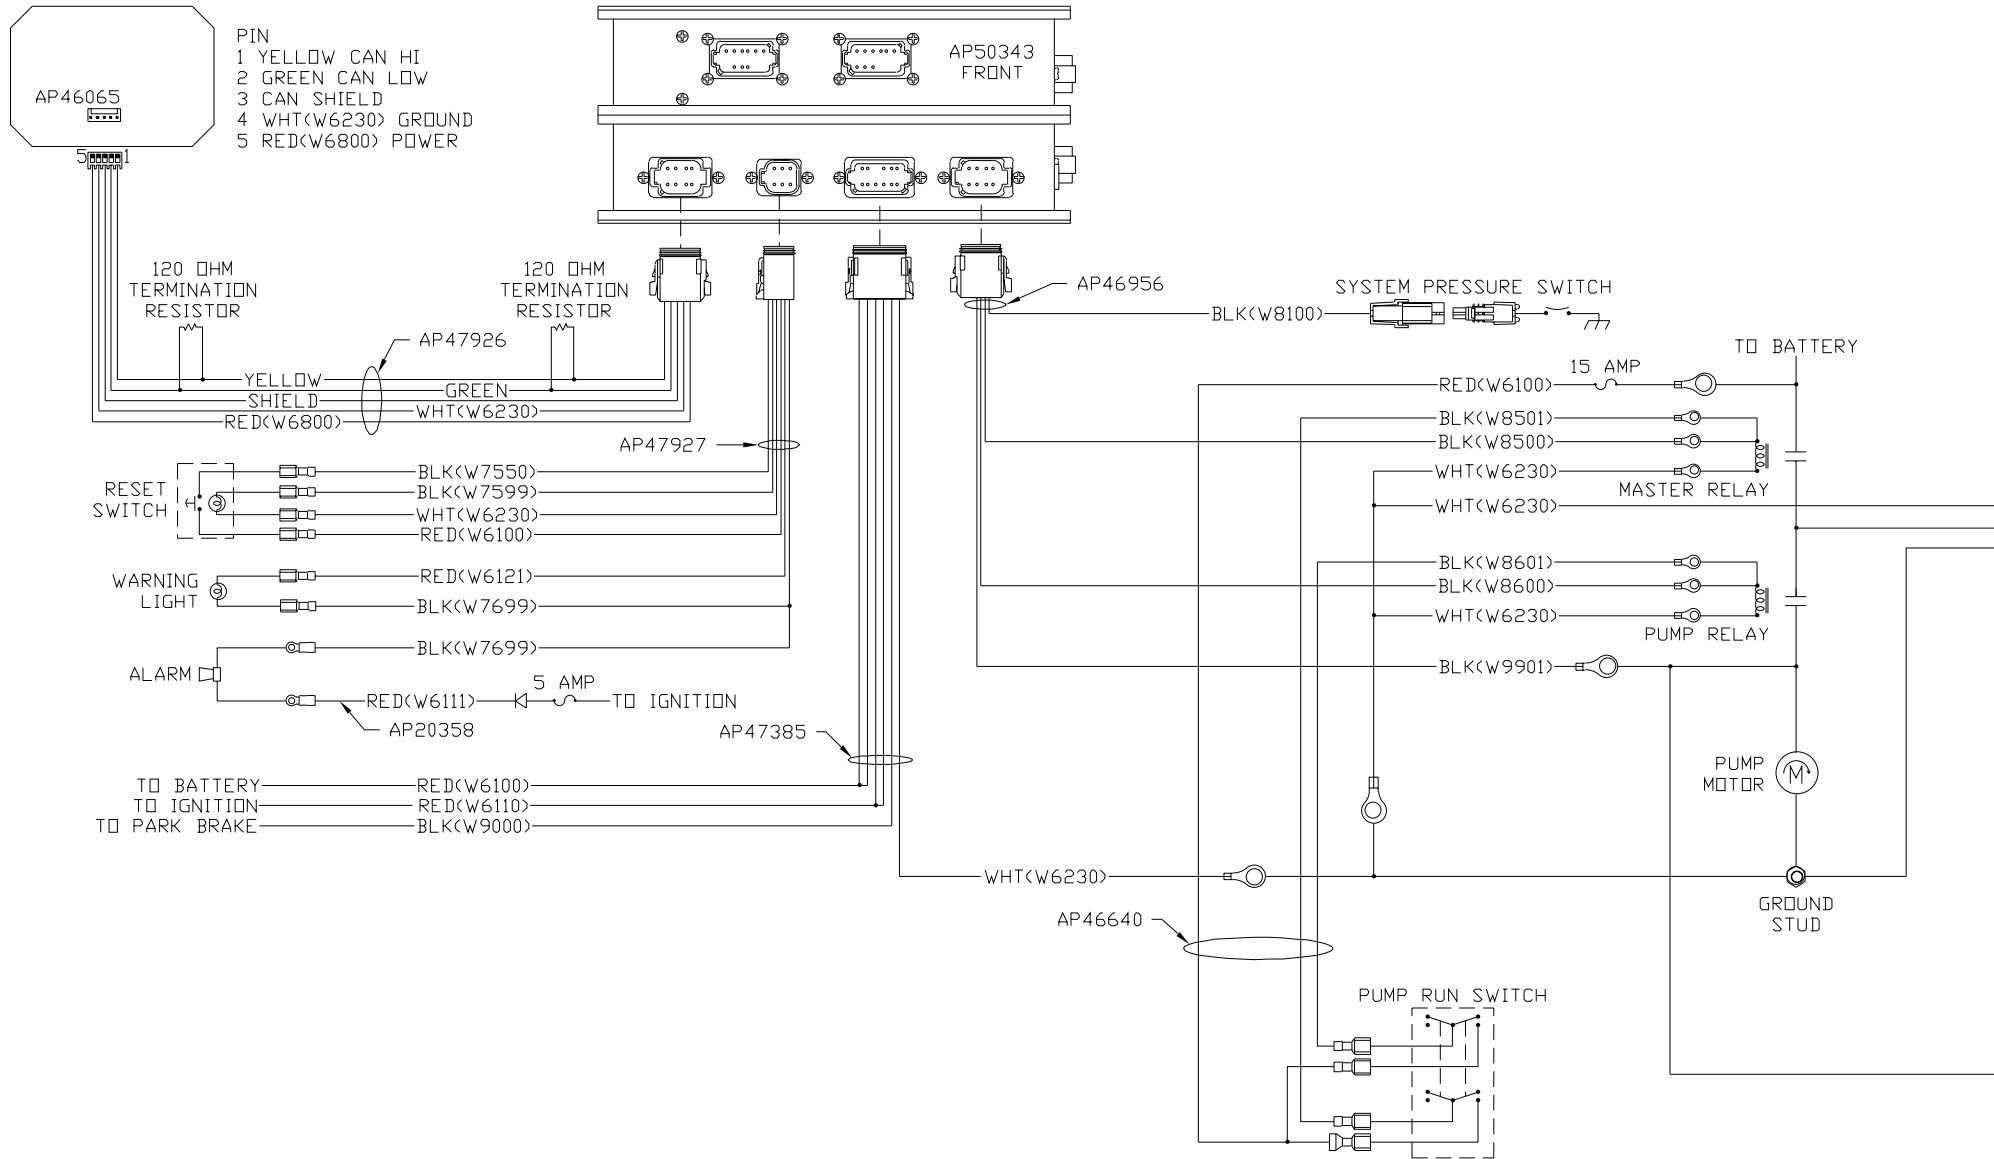 PIN
1 YELLOW CAN HI
2 GREEN CAN LOW
3 CAN SHIELD
4 WHT(W6230) GROUND
5 RED(W6800) POWER
AP46065
5
1
AP50343
FRONT
120 OHM
TERMINATION
RESISTOR
120 OHM
TERMINATION
RESISTOR
AP47926
YELLOW
GREEN
SHIELD
WHT(W6230)
RED(W6800)
AP47927
AP46956
BLK(W8100)
SYSTEM PRESSURE SWITCH
TO BATTERY
15 AMP
RED(W6100)
BLK(W8501)
BLK(W8500)
WHT(W6230)
MASTER RELAY
WHT(W6230)
BLK(W8601)
BLK(W8600)
WHT(W6230)
PUMP RELAY
BLK(W9901)
RESET
SWITCH
BLK(W7550)
BLK(W7599)
WHT(W6230)
RED(W6100)
WARNING
LIGHT
RED(W6121)
BLK(W7699)
ALARM
BLK(W7699)
RED(W6111)
5 AMP
TO IGNITION
AP20358
AP47385
TO BATTERY
RED(W6100)
TO IGNITION
RED(W6110)
TO PARK BRAKE
BLK(W9000)
PUMP
MOTOR
M
WHT(W6230)
GROUND
STUD
AP46640
PUMP RUN SWITCH